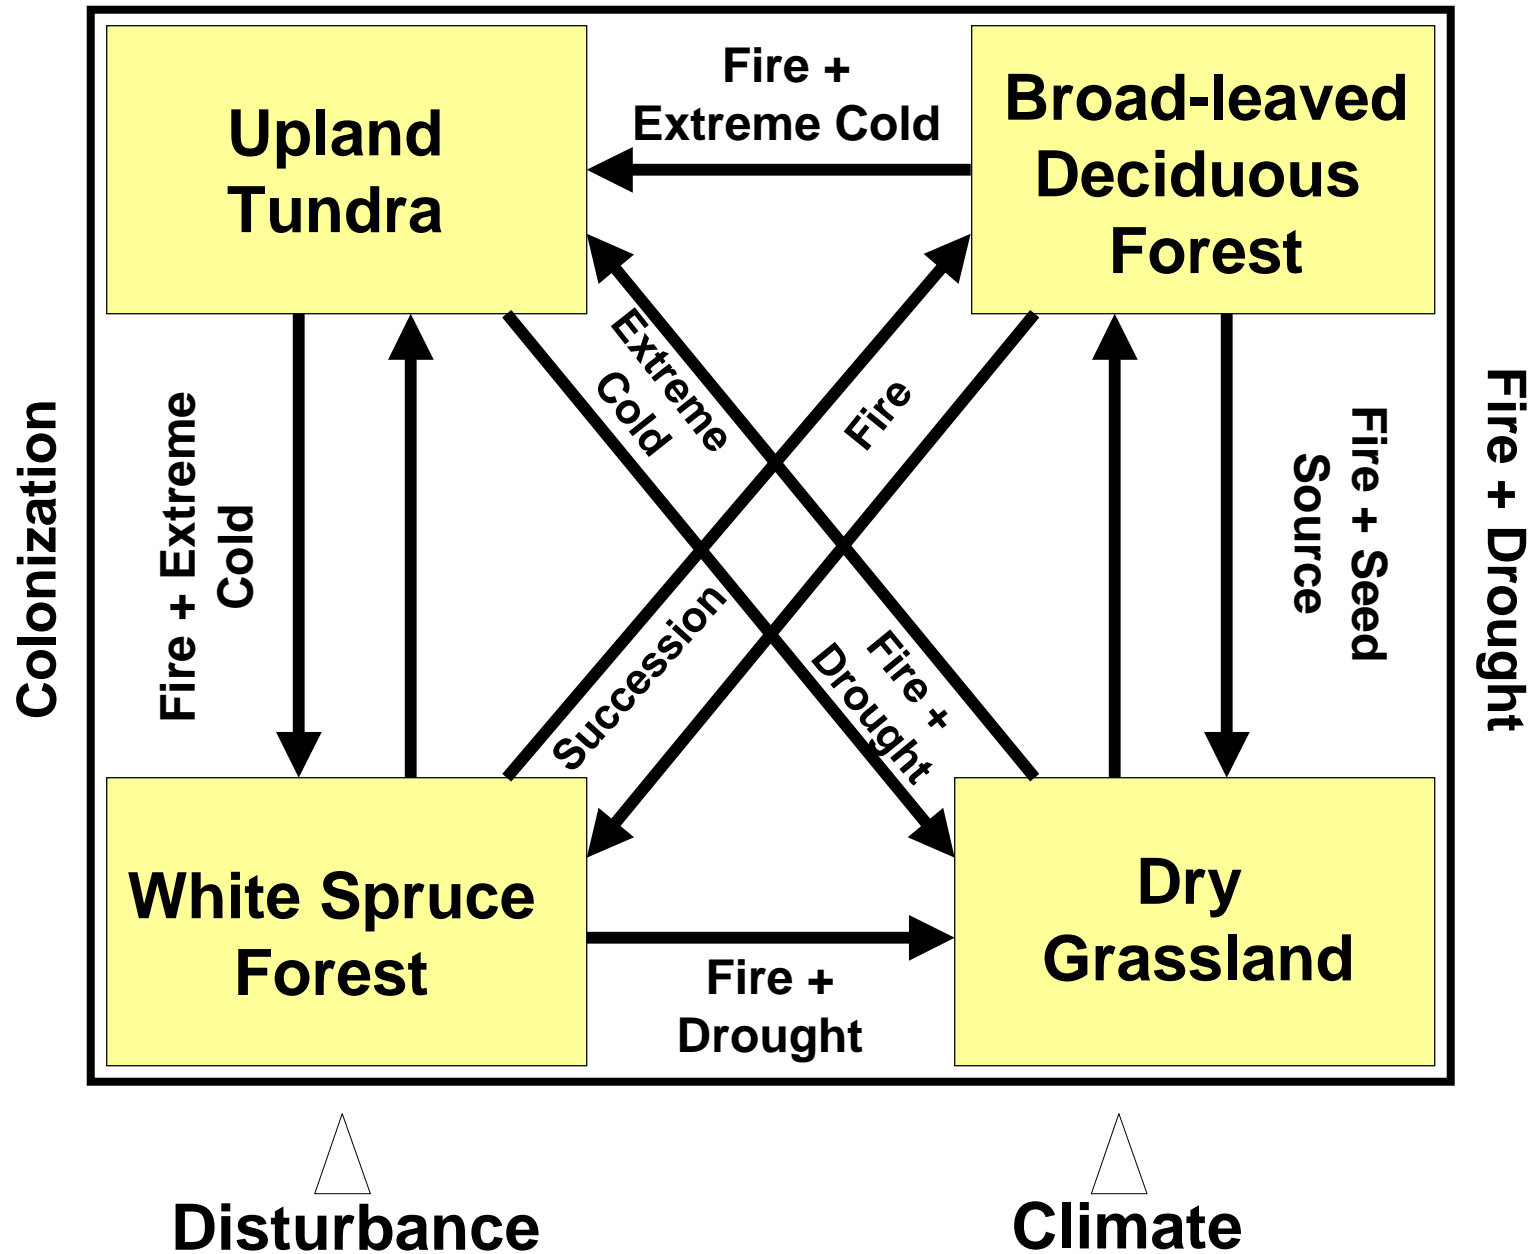 Upland
Tundra
Fire +
Extreme Cold
Broad-leaved
Deciduous
Forest
Extreme
Cold
Fire
Colonization
Fire + Extreme
Cold
Fire + Seed
Source
Fire + Drought
Succession
Fire +
Drought
White Spruce
Forest
Fire +
Drought
Dry
Grassland
Disturbance
Climate